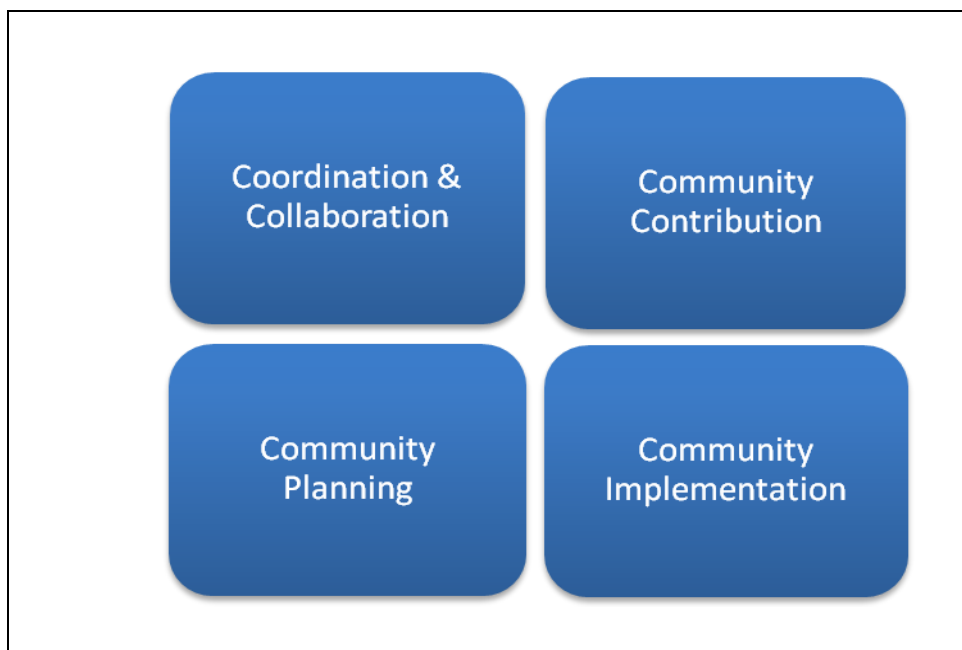 Coordination &
Collaboration
Community
Contribution
Community
Planning
Community
Implementation